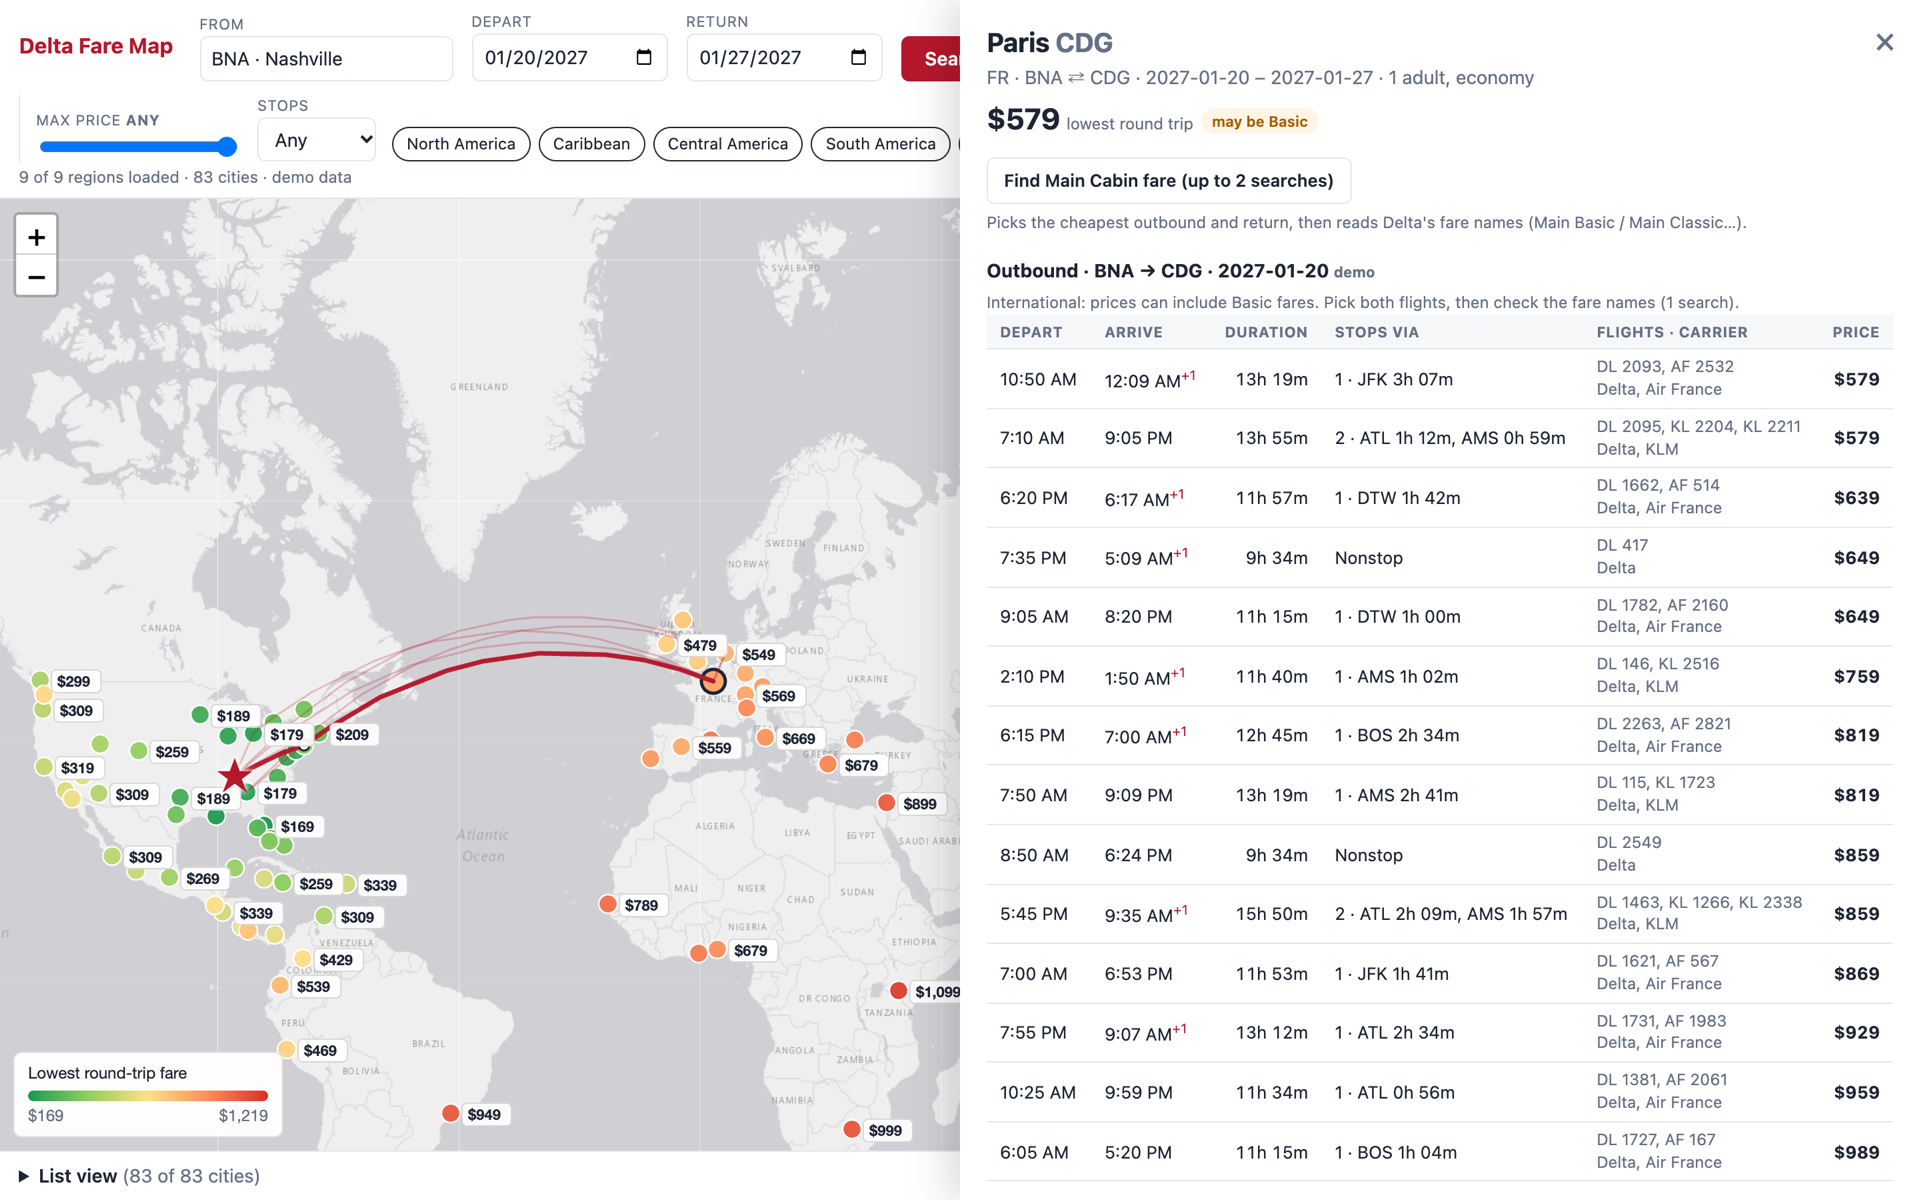 Delta Fare Map
FROM
BNA · Nashville
DEPART
01/20/2027
RETURN
01/27/2027
MAX PRICE ANY
STOPS
Any
North America
Caribbean
Central America
South America
9 of 9 regions loaded · 83 cities · demo data
+
−
SVALBARD
GREENLAND
SWEDEN
FINLAND
NORWAY
CANADA
$479
$549
POLAND
UKRAINE
FRANCE
$569
$299
$309
$189
$179
$209
$259
$559
$669
GREECE
TURKEY
$679
$319
$309
$189
$179
$899
$169
ALGERIA
LIBYA
EGYPT
SAUDI ARAB
Atlantic
Ocean
$309
$269
$259
$339
MALI
NIGER
CHAD
SUDAN
$339
$309
$789
NIGERIA
ETHIOPIA
VENEZUELA
$429
$679
$539
DR CONGO
$1,099
TANZANIA
PERU
BRAZIL
$469
BOLIVIA
ANGOLA
ZAMBIA
NAMIBIA
$949
$999
Lowest round-trip fare
$169
$1,219
▶ List view (83 of 83 cities)
Paris CDG
×
FR · BNA ⇄ CDG · 2027-01-20 – 2027-01-27 · 1 adult, economy
$579 lowest round trip may be Basic
Find Main Cabin fare (up to 2 searches)
Picks the cheapest outbound and return, then reads Delta's fare names (Main Basic / Main Classic…).
Outbound · BNA → CDG · 2027-01-20 demo
International: prices can include Basic fares. Pick both flights, then check the fare names (1 search).
DEPART ARRIVE DURATION STOPS VIA FLIGHTS · CARRIER PRICE
10:50 AM 12:09 AM+1 13h 19m 1 · JFK 3h 07m DL 2093, AF 2532 $579
Delta, Air France
7:10 AM 9:05 PM 13h 55m 2 · ATL 1h 12m, AMS 0h 59m DL 2095, KL 2204, KL 2211 $579
Delta, KLM
6:20 PM 6:17 AM+1 11h 57m 1 · DTW 1h 42m DL 1662, AF 514 $639
Delta, Air France
7:35 PM 5:09 AM+1 9h 34m Nonstop DL 417 $649
Delta
9:05 AM 8:20 PM 11h 15m 1 · DTW 1h 00m DL 1782, AF 2160 $649
Delta, Air France
2:10 PM 1:50 AM+1 11h 40m 1 · AMS 1h 02m DL 146, KL 2516 $759
Delta, KLM
6:15 PM 7:00 AM+1 12h 45m 1 · BOS 2h 34m DL 2263, AF 2821 $819
Delta, Air France
7:50 AM 9:09 PM 13h 19m 1 · AMS 2h 41m DL 115, KL 1723 $819
Delta, KLM
8:50 AM 6:24 PM 9h 34m Nonstop DL 2549 $859
Delta
5:45 PM 9:35 AM+1 15h 50m 2 · ATL 2h 09m, AMS 1h 57m DL 1463, KL 1266, KL 2338 $859
Delta, KLM
7:00 AM 6:53 PM 11h 53m 1 · JFK 1h 41m DL 1621, AF 567 $869
Delta, Air France
7:55 PM 9:07 AM+1 13h 12m 1 · ATL 2h 34m DL 1731, AF 1983 $929
Delta, Air France
10:25 AM 9:59 PM 11h 34m 1 · ATL 0h 56m DL 1381, AF 2061 $959
Delta, Air France
6:05 AM 5:20 PM 11h 15m 1 · BOS 1h 04m DL 1727, AF 167 $989
Delta, Air France